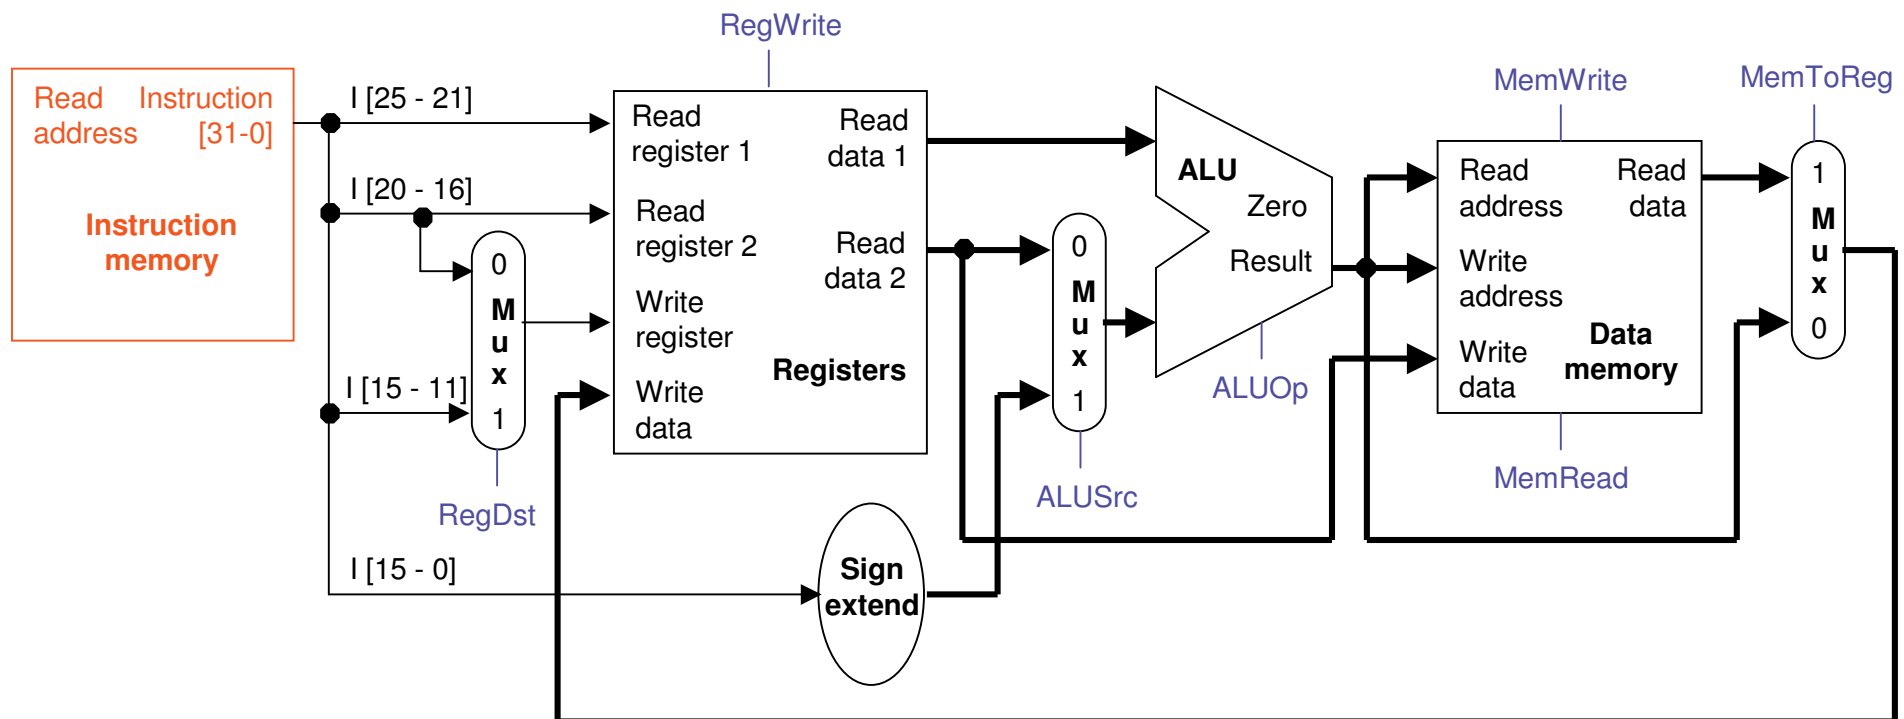 RegWrite
MemWrite
MemToReg
Read Instruction
address [31-0]
Instruction
memory
I [25 - 21]
I [20 - 16]
I [15 - 11]
I [15 - 0]
0
M
u
x
1
RegDst
Read
register 1
Read
register 2
Write
register
Write
data
Read
data 1
Read
data 2
Registers
Sign
extend
0
M
u
x
1
ALUSrc
ALU
Zero
Result
ALUOp
Read
address
Write
address
Write
data
Read
data
Data
memory
MemRead
1
M
u
x
0